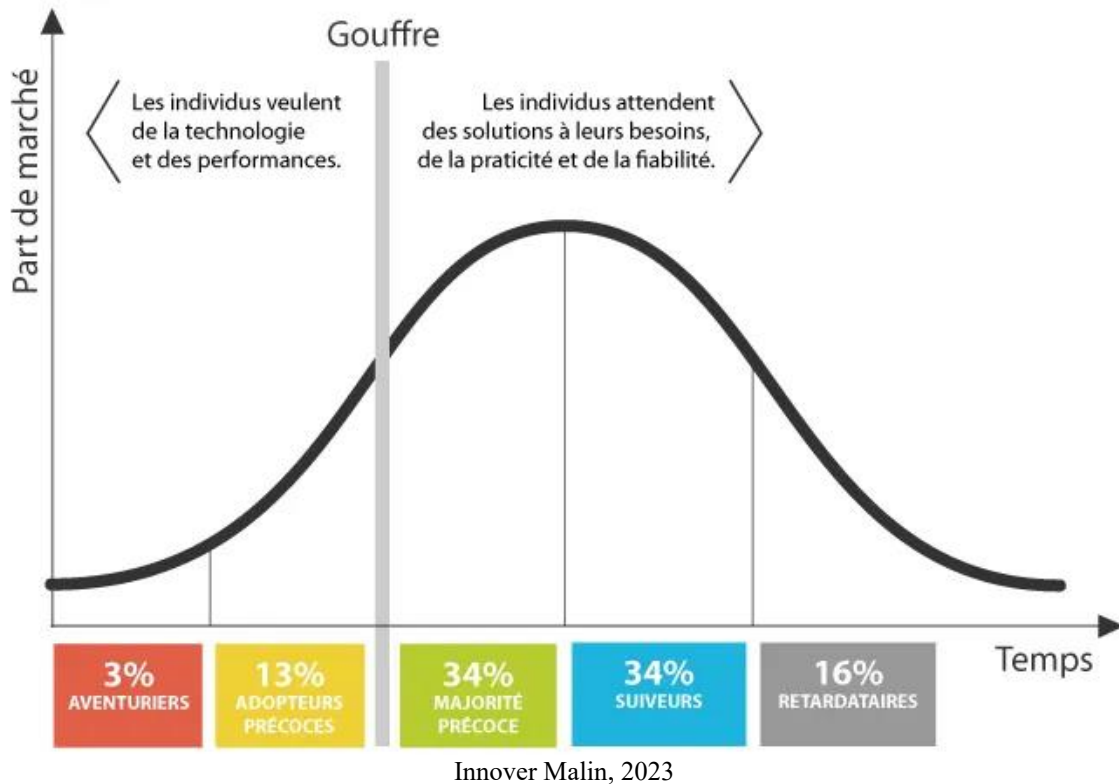 Gouffre
Part de marché
Les individus veulent
de la technologie
et des performances.
Les individus attendent
des solutions à leurs besoins,
de la praticité et de la fiabilité.
Temps
3%
AVENTURIERS
13%
ADOPTEURS
PRÉCOCES
34%
MAJORITÉ
PRÉCOCE
34%
SUIVEURS
16%
RETARDATAIRES
Innover Malin, 2023